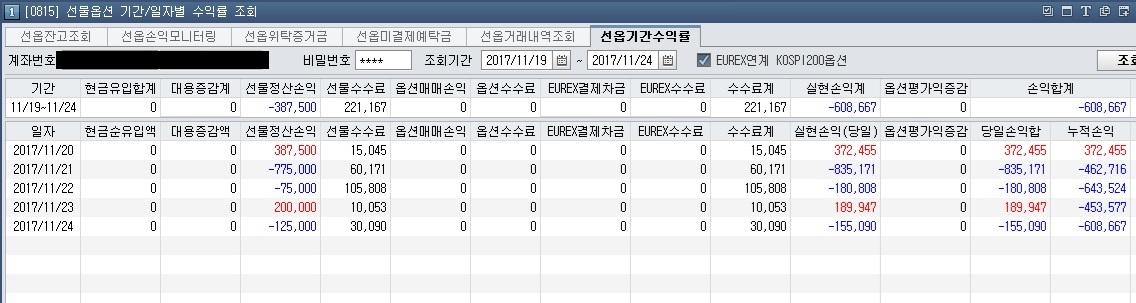 1 [0815] 선물옵션 기간/일자별 수익률 조회 T
선옵잔고조회 선옵손익모니터링 선옵위탁증거금 선옵미결제예탁금 선옵거래내역조회 선옵기간수익률
계좌번호 비밀번호 **** 조회기간 2017/11/19 ~ 2017/11/24 EUREX연계 KOSPI200옵션 조회
기간 현금유입합계 대용증감계 선물정산손익 선물수수료 옵션매매손익 옵션수수료 EUREX결제차금 EUREX수수료 수수료계 실현손익계 옵션평가익증감 손익합계
11/19~11/24 0 0 -387,500 221,167 0 0 0 0 221,167 -608,667 0 -608,667
일자 현금순유입액 대용증감액 선물정산손익 선물수수료 옵션매매손익 옵션수수료 EUREX결제차금 EUREX수수료 수수료계 실현손익(당일) 옵션평가익증감 당일손익합 누적손익
2017/11/20 0 0 387,500 15,045 0 0 0 0 15,045 372,455 0 372,455 372,455
2017/11/21 0 0 -775,000 60,171 0 0 0 0 60,171 -835,171 0 -835,171 -462,716
2017/11/22 0 0 -75,000 105,808 0 0 0 0 105,808 -180,808 0 -180,808 -643,524
2017/11/23 0 0 200,000 10,053 0 0 0 0 10,053 189,947 0 189,947 -453,577
2017/11/24 0 0 -125,000 30,090 0 0 0 0 30,090 -155,090 0 -155,090 -608,667